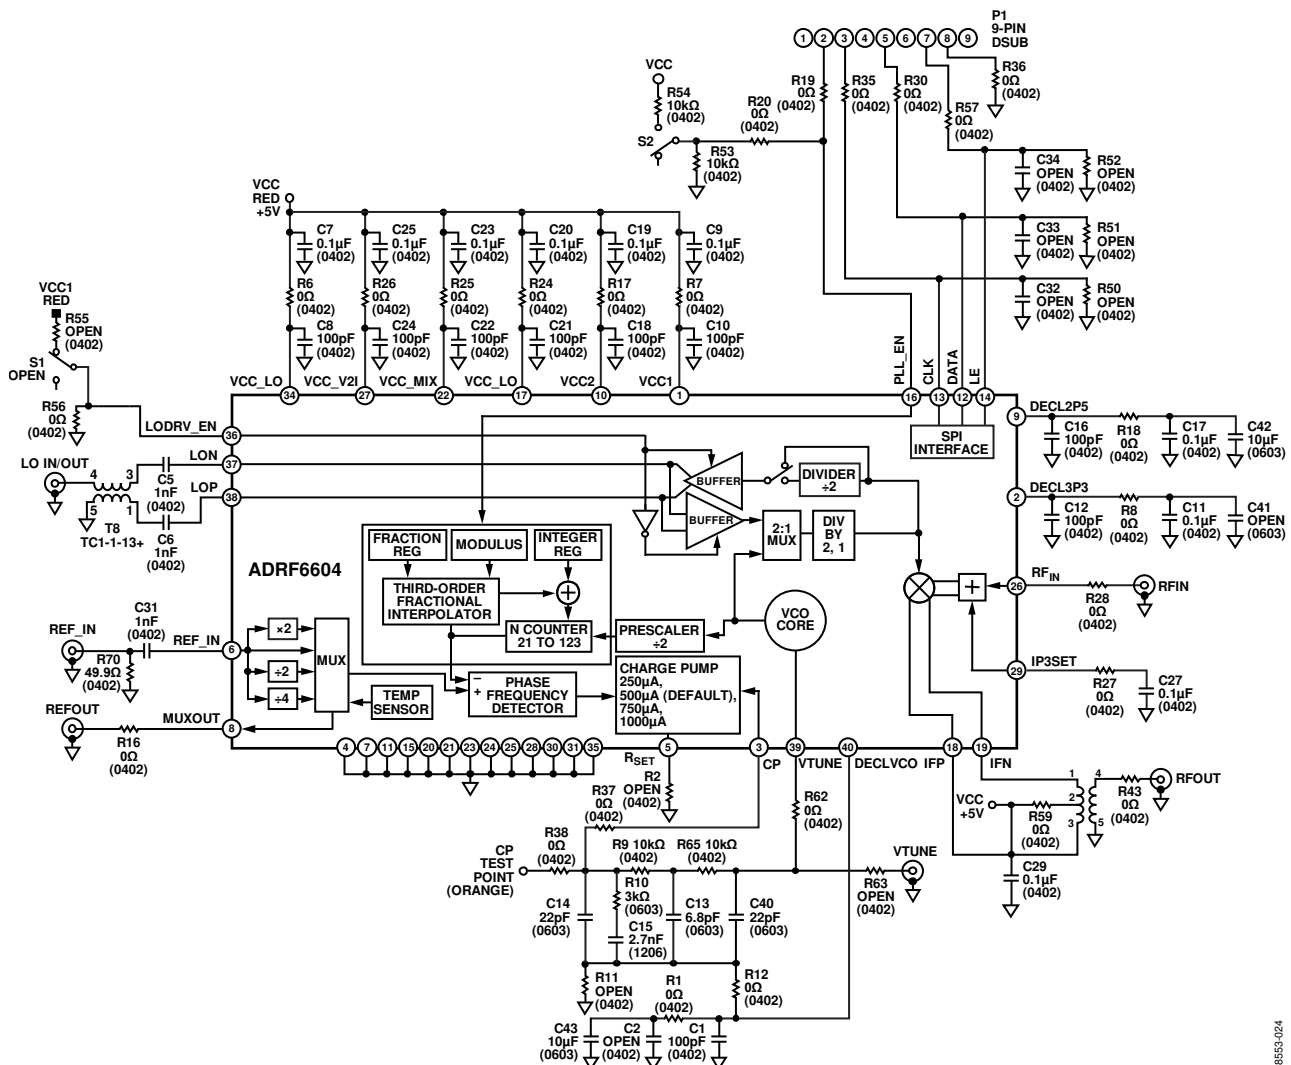 P1
9-PIN
DSUB
1 2 3 4 5 6 7 8 9
R36
0Ω
(0402)
R19
0Ω
(0402)
R35
0Ω
(0402)
R30
0Ω
(0402)
R57
0Ω
(0402)
VCC
R54
10kΩ
(0402)
R20
0Ω
(0402)
S2
R53
10kΩ
(0402)
C34
OPEN
(0402)
R52
OPEN
(0402)
C33
OPEN
(0402)
R51
OPEN
(0402)
C32
OPEN
(0402)
R50
OPEN
(0402)
VCC
RED
+5V
C7
0.1µF
(0402)
C25
0.1µF
(0402)
C23
0.1µF
(0402)
C20
0.1µF
(0402)
C19
0.1µF
(0402)
C9
0.1µF
(0402)
R6
0Ω
(0402)
R26
0Ω
(0402)
R25
0Ω
(0402)
R24
0Ω
(0402)
R17
0Ω
(0402)
R7
0Ω
(0402)
C8
100pF
(0402)
C24
100pF
(0402)
C22
100pF
(0402)
C21
100pF
(0402)
C18
100pF
(0402)
C10
100pF
(0402)
VCC1
RED
R55
OPEN
(0402)
S1
OPEN
R56
0Ω
(0402)
VCC_LO
34
VCC_V2I
27
VCC_MIX
22
VCC_LO
17
VCC2
10
VCC1
1
PLL_EN
16
CLK
13
DATA
12
LE
14
SPI
INTERFACE
LODRV_EN
36
LON
37
LOP
38
LO IN/OUT
4 3
5 1
T8
TC1-1-13+
C5
1nF
(0402)
C6
1nF
(0402)
9
DECL2P5
C16
100pF
(0402)
R18
0Ω
(0402)
C17
0.1µF
(0402)
C42
10µF
(0603)
2
DECL3P3
C12
100pF
(0402)
R8
0Ω
(0402)
C11
0.1µF
(0402)
C41
OPEN
(0603)
BUFFER
BUFFER
DIVIDER
÷2
2:1
MUX
DIV
BY
2, 1
ADRF6604
FRACTION
REG
MODULUS
INTEGER
REG
THIRD-ORDER
FRACTIONAL
INTERPOLATOR
+
N COUNTER
21 TO 123
PRESCALER
÷2
VCO
CORE
+
26
RFIN
R28
0Ω
(0402)
RFIN
29
IP3SET
R27
0Ω
(0402)
C27
0.1µF
(0402)
C31
1nF
(0402)
REF_IN
R70
49.9Ω
(0402)
REF_IN
6
×2
÷2
÷4
MUX
TEMP
SENSOR
–
+
PHASE
FREQUENCY
DETECTOR
CHARGE PUMP
250µA,
500µA (DEFAULT),
750µA,
1000µA
REFOUT
R16
0Ω
(0402)
MUXOUT
8
4 7 11 15 20 21 23 24 25 28 30 31 35
RSET
5
3
CP
39
VTUNE
40
DECLVCO
IFP
18
19
IFN
R2
OPEN
(0402)
R37
0Ω
(0402)
R62
0Ω
(0402)
VCC
+5V
R59
0Ω
(0402)
1
2
3
4
5
R43
0Ω
(0402)
RFOUT
C29
0.1µF
(0402)
CP
TEST
POINT
(ORANGE)
R38
0Ω
(0402)
R9 10kΩ
(0402)
R65 10kΩ
(0402)
R63
OPEN
(0402)
VTUNE
C14
22pF
(0603)
R10
3kΩ
(0603)
C15
2.7nF
(1206)
C13
6.8pF
(0603)
C40
22pF
(0603)
R11
OPEN
(0402)
R1
0Ω
(0402)
R12
0Ω
(0402)
C43
10µF
(0603)
C2
OPEN
(0402)
C1
100pF
(0402)
8553-024